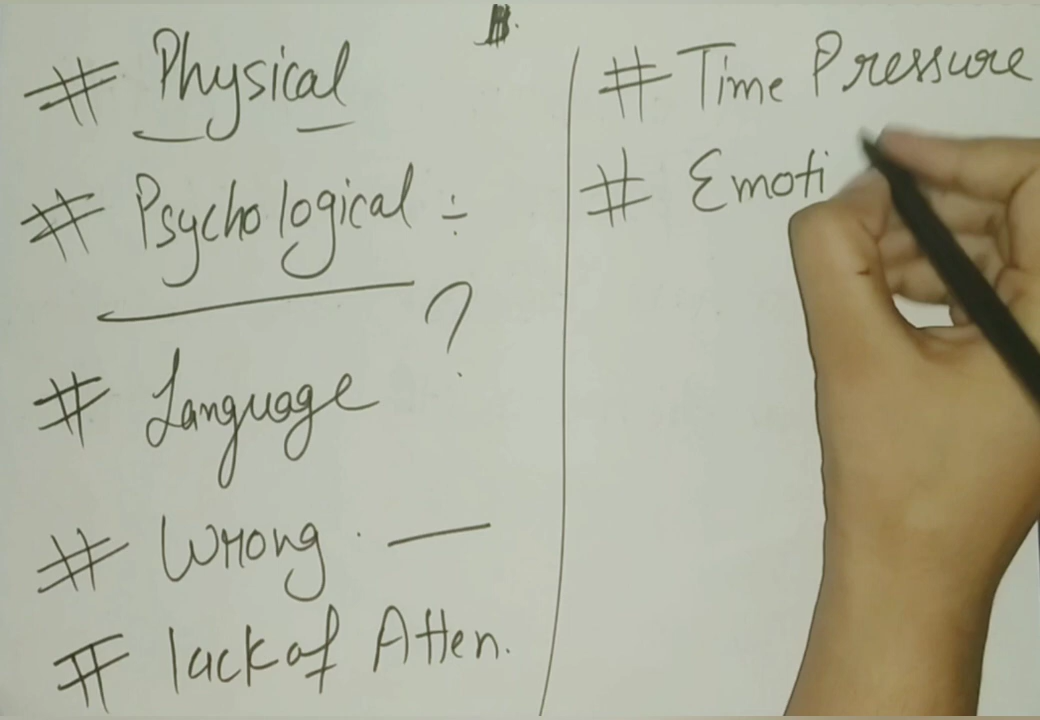 B.
# Physical
# Psychological ÷
?
# Language
# Wrong. —
# lack of Atten.
# Time Pressure
# Emoti